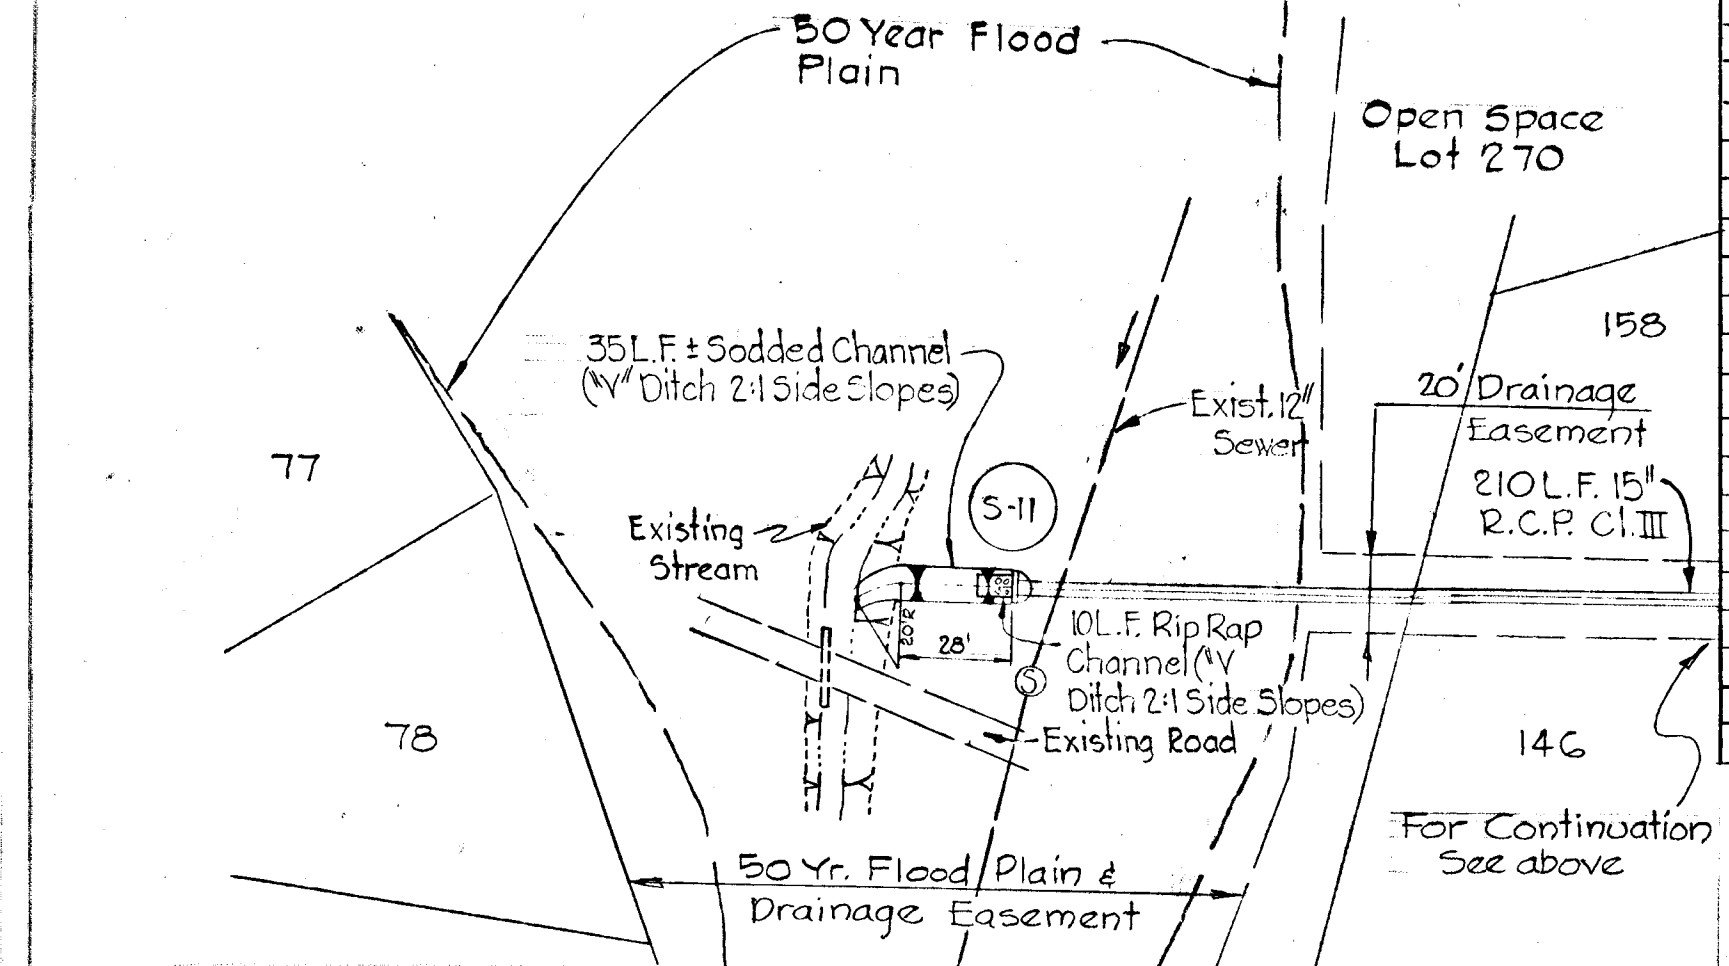 50 Year Flood
Plain
Open Space
Lot 270
158
35 L.F. ± Sodded Channel
("V" Ditch 2:1 Side Slopes)
20' Drainage
Easement
Exist. 12"
Sewer
77
210 L.F. 15"
R.C.P. Cl. III
S-11
Existing
Stream
20'R
28'
10 L.F. Rip Rap
Channel ("V
Ditch 2:1 Side Slopes)
S
Existing Road
78
146
For Continuation
See above
50 Yr. Flood Plain &
Drainage Easement